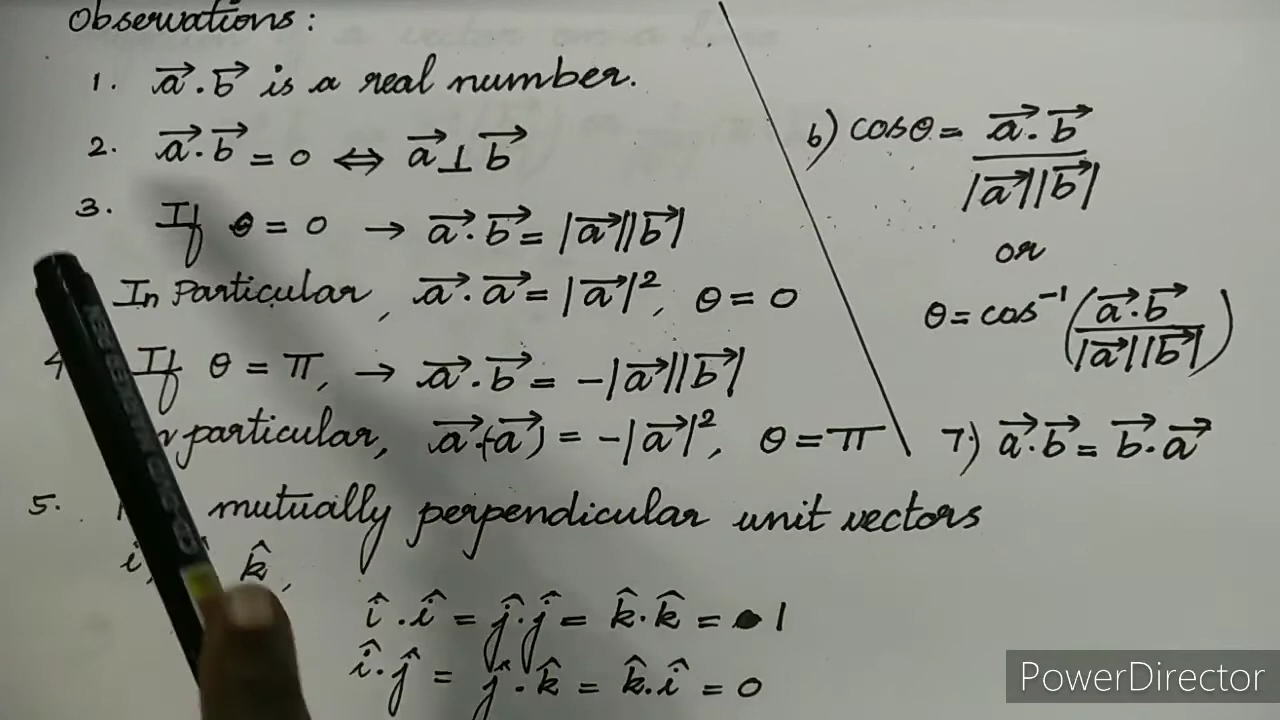 Observations:
1. a⃗.b⃗ is a real number.
2. a⃗.b⃗ = 0 ⇔ a⃗ ⊥ b⃗
3. If θ = 0 → a⃗.b⃗ = |a⃗||b⃗|
In Particular, a⃗.a⃗ = |a⃗|², θ = 0
4 If θ = π, → a⃗.b⃗ = -|a⃗||b⃗|
particular, a⃗.(-a⃗) = -|a⃗|², θ = π
5. mutually perpendicular unit vectors
î, k̂,
î.î = ĵ.ĵ = k̂.k̂ = 1
î.ĵ = ĵ.k̂ = k̂.î = 0
6) cosθ = a⃗.b⃗ / |a⃗||b⃗|
or
θ = cos⁻¹(a⃗.b⃗ / |a⃗||b⃗|)
7) a⃗.b⃗ = b⃗.a⃗
PowerDirector